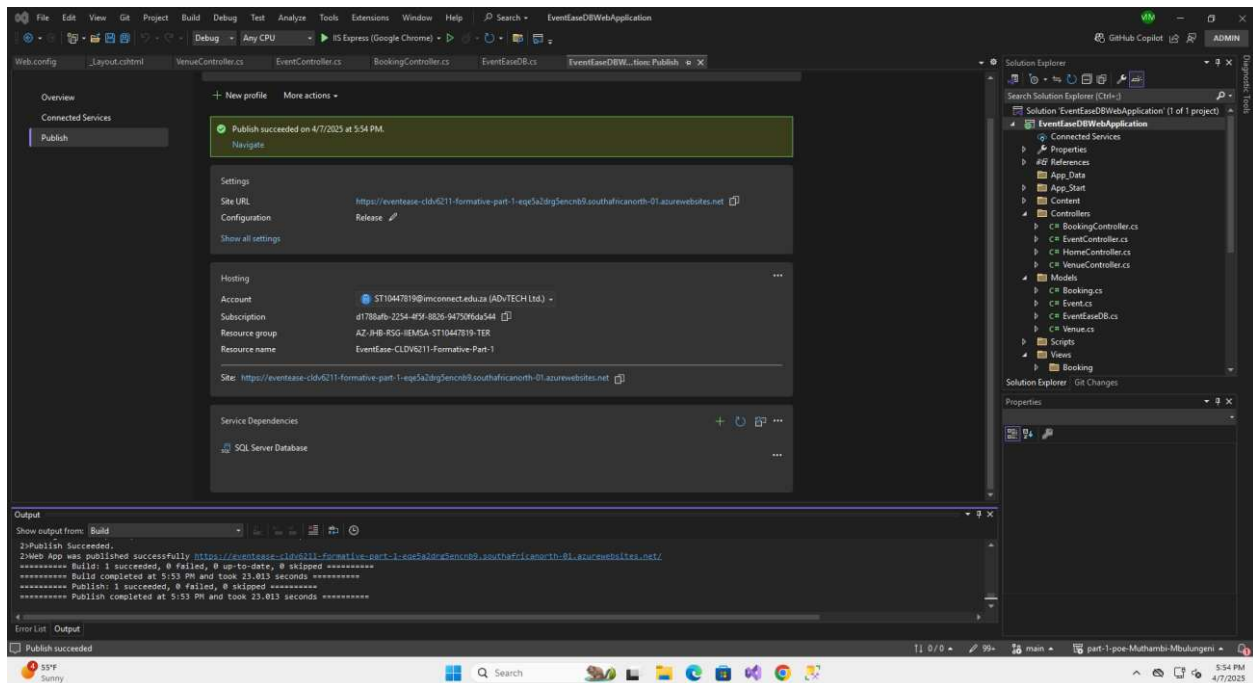 File Edit View Git Project Build Debug Test Analyze Tools Extensions Window Help Search EventEaseDBWebApplication
Debug Any CPU IIS Express (Google Chrome) GitHub Copilot ADMIN
Web.config _Layout.cshtml VenueController.cs EventController.cs BookingController.cs EventEaseDB.cs EventEaseDBW...tion: Publish
Overview
Connected Services
Publish
New profile More actions
Publish succeeded on 4/7/2025 at 5:54 PM.
Navigate
Settings
Site URL https://eventease-cldv6211-formative-part-1-eqe5a2drg5encnb9.southafricanorth-01.azurewebsites.net
Configuration Release
Show all settings
Hosting
Account ST10447819@imconnect.edu.za (ADvTECH Ltd.)
Subscription d1788afb-2254-4f5f-8826-94750f6da544
Resource group AZ-JHB-RSG-IIEMSA-ST10447819-TER
Resource name EventEase-CLDV6211-Formative-Part-1
Site: https://eventease-cldv6211-formative-part-1-eqe5a2drg5encnb9.southafricanorth-01.azurewebsites.net
Service Dependencies
SQL Server Database
Solution Explorer
Search Solution Explorer (Ctrl+;)
Solution 'EventEaseDBWebApplication' (1 of 1 project)
EventEaseDBWebApplication
Connected Services
Properties
References
App_Data
App_Start
Content
Controllers
C# BookingController.cs
C# EventController.cs
C# HomeController.cs
C# VenueController.cs
Models
C# Booking.cs
C# Event.cs
C# EventEaseDB.cs
C# Venue.cs
Scripts
Views
Booking
Solution Explorer Git Changes
Properties
Diagnostic Tools
Output
Show output from: Build
2>Publish Succeeded.
2>Web App was published successfully https://eventease-cldv6211-formative-part-1-eqe5a2drg5encnb9.southafricanorth-01.azurewebsites.net/
========== Build: 1 succeeded, 0 failed, 0 up-to-date, 0 skipped ==========
========== Build completed at 5:53 PM and took 23.013 seconds ==========
========== Publish: 1 succeeded, 0 failed, 0 skipped ==========
========== Publish completed at 5:53 PM and took 23.013 seconds ==========
Error List Output
Publish succeeded 0 / 0 99+ main part-1-poe-Muthambi-Mbulungeni
4 55°F
Sunny
Search
5:54 PM
4/7/2025